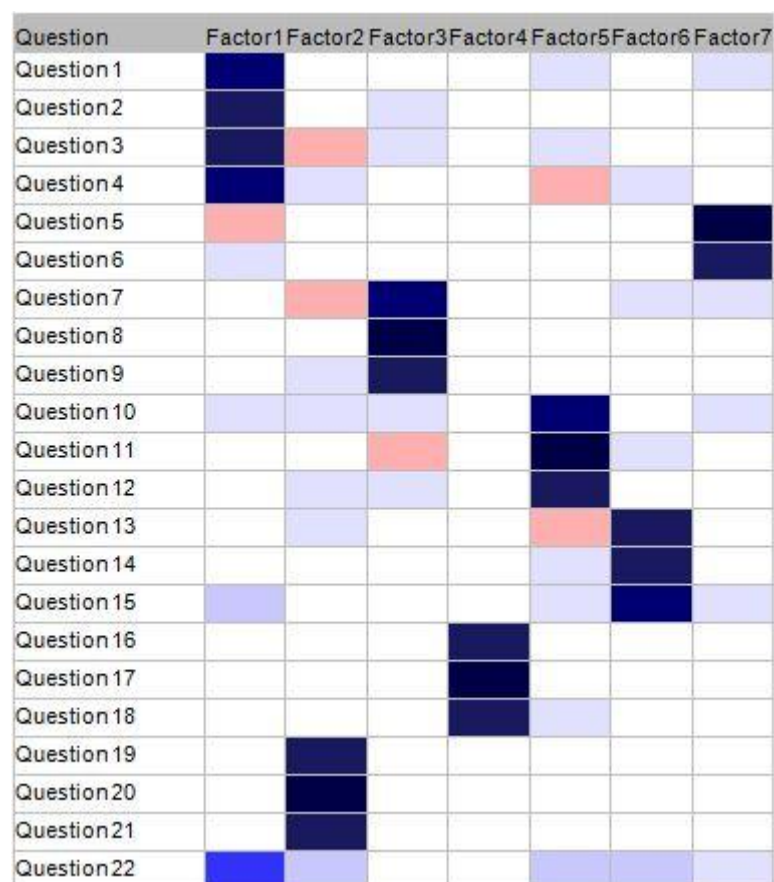 Question Factor1 Factor2 Factor3 Factor4 Factor5 Factor6 Factor7
Question 1
Question 2
Question 3
Question 4
Question 5
Question 6
Question 7
Question 8
Question 9
Question 10
Question 11
Question 12
Question 13
Question 14
Question 15
Question 16
Question 17
Question 18
Question 19
Question 20
Question 21
Question 22